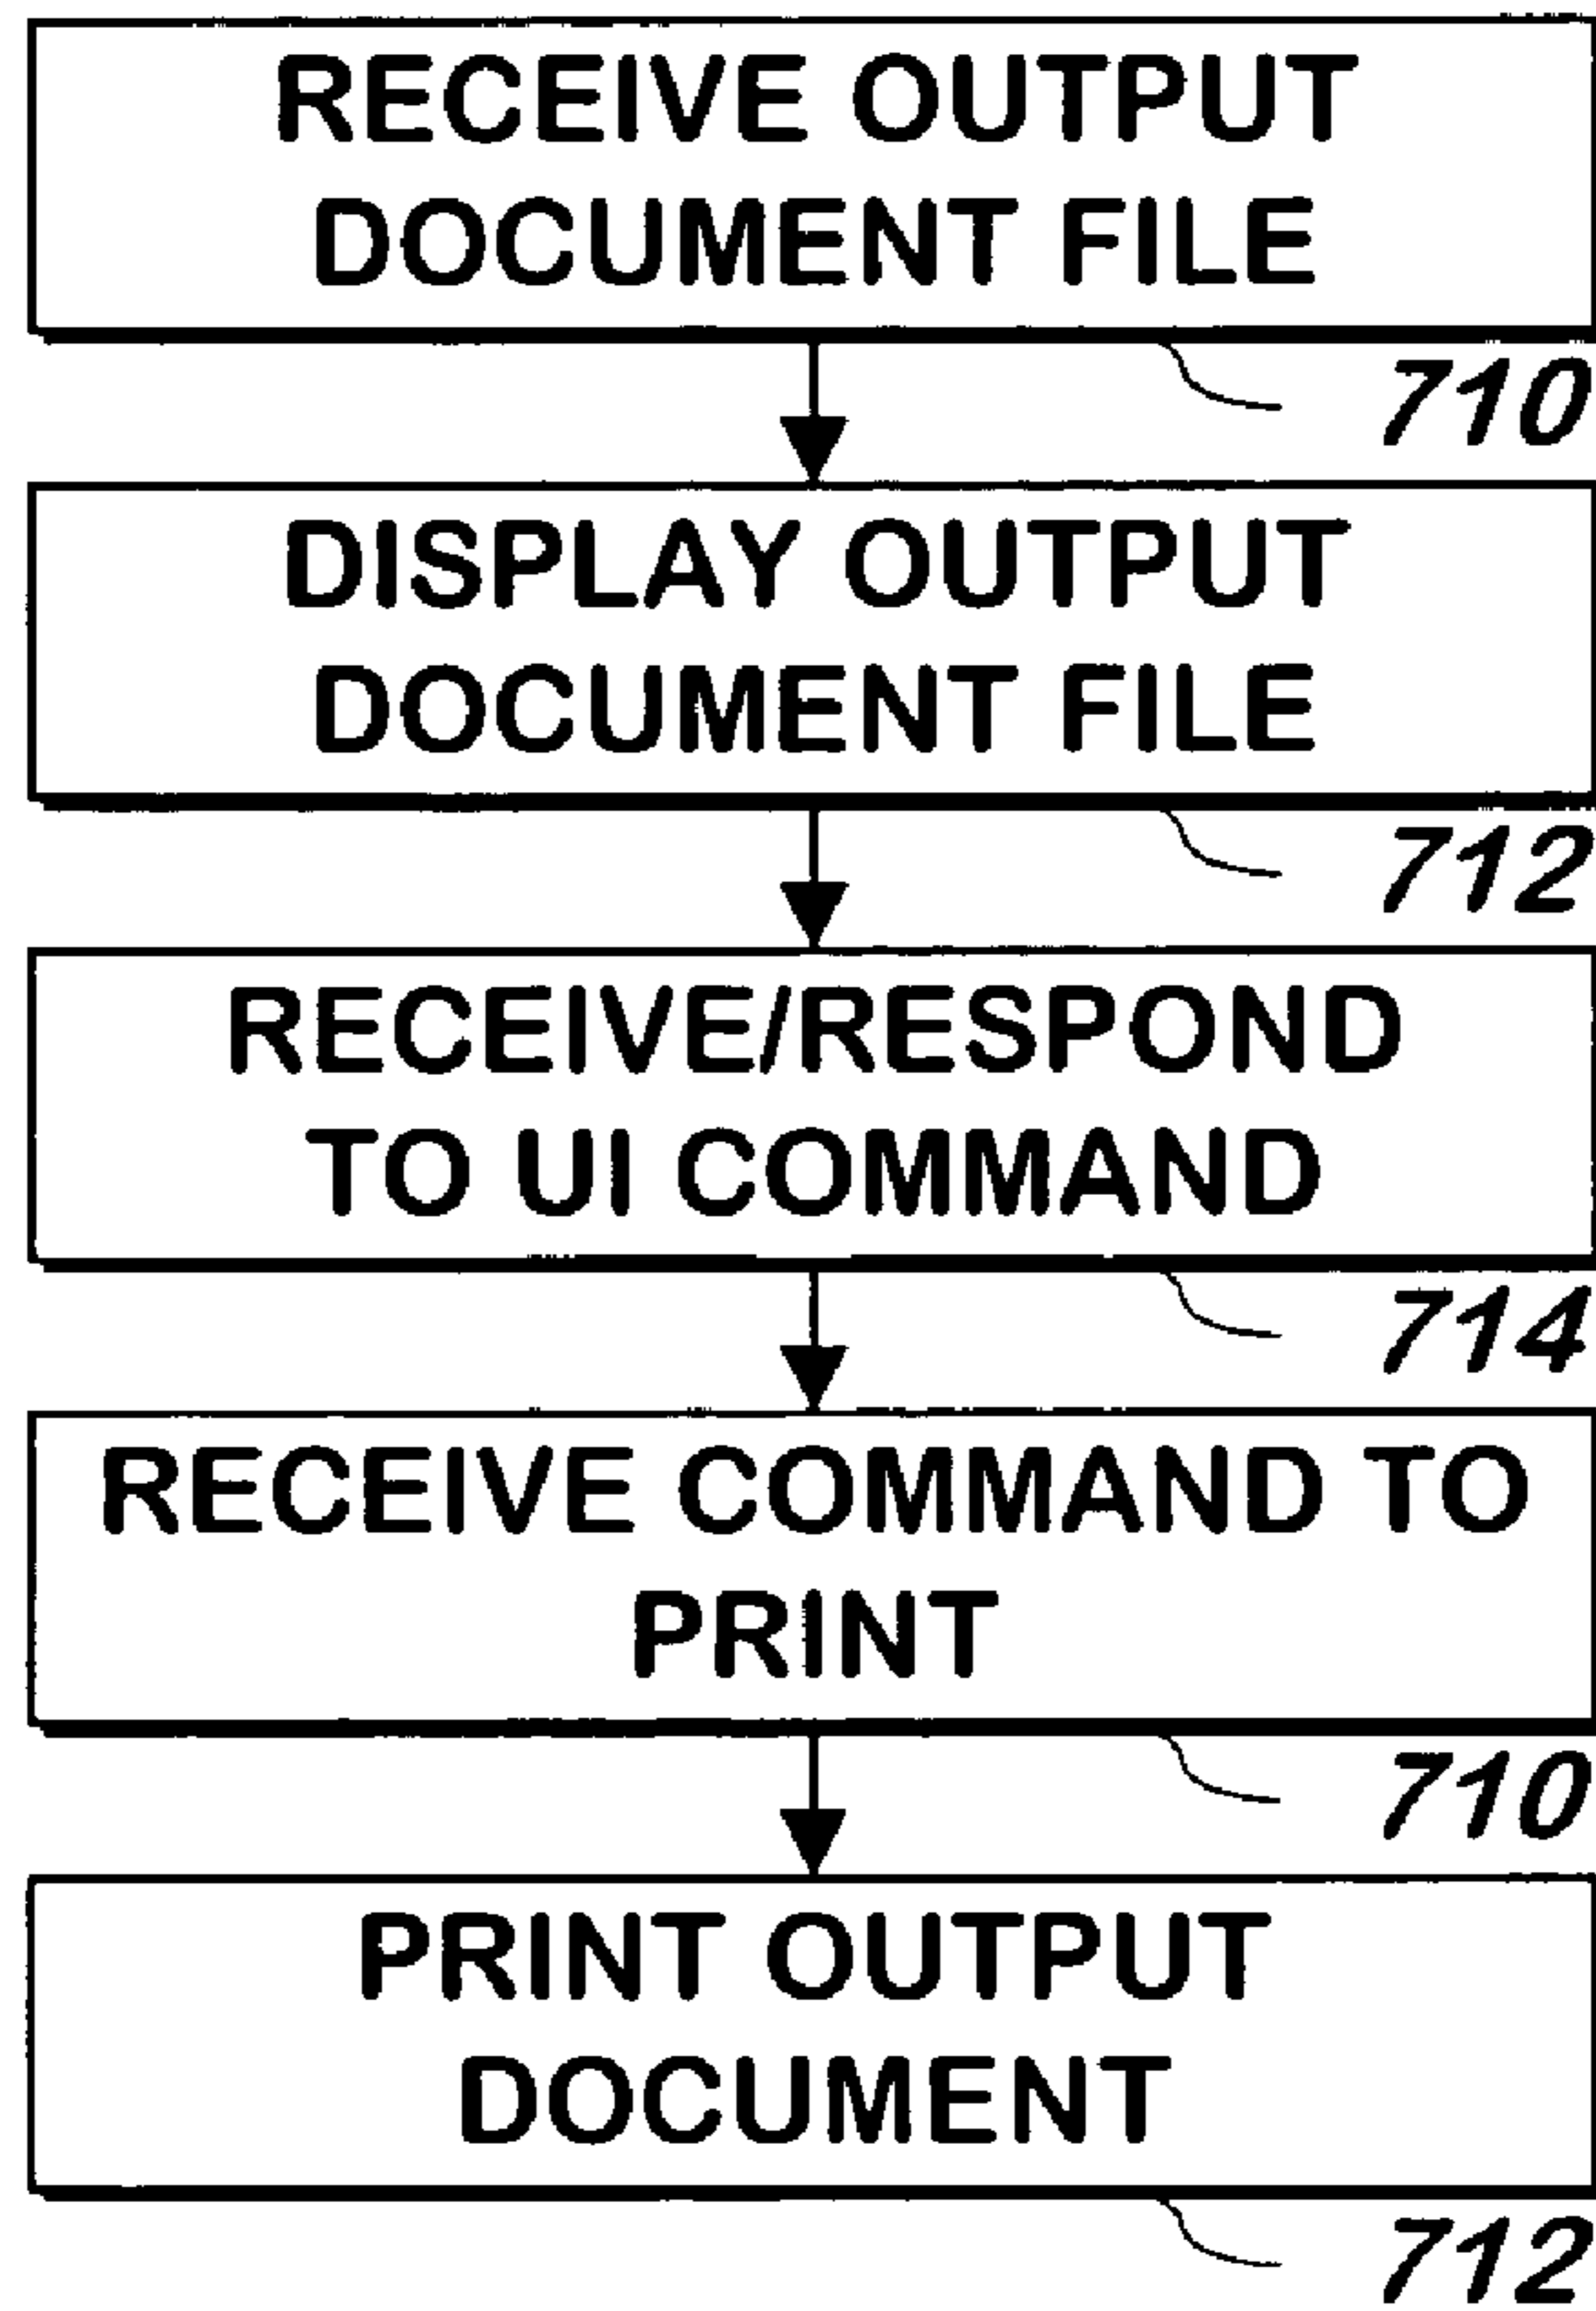 RECEIVE OUTPUT
DOCUMENT FILE
710
DISPLAY OUTPUT
DOCUMENT FILE
712
RECEIVE/RESPOND
TO UI COMMAND
714
RECEIVE COMMAND TO
PRINT
710
PRINT OUTPUT
DOCUMENT
712